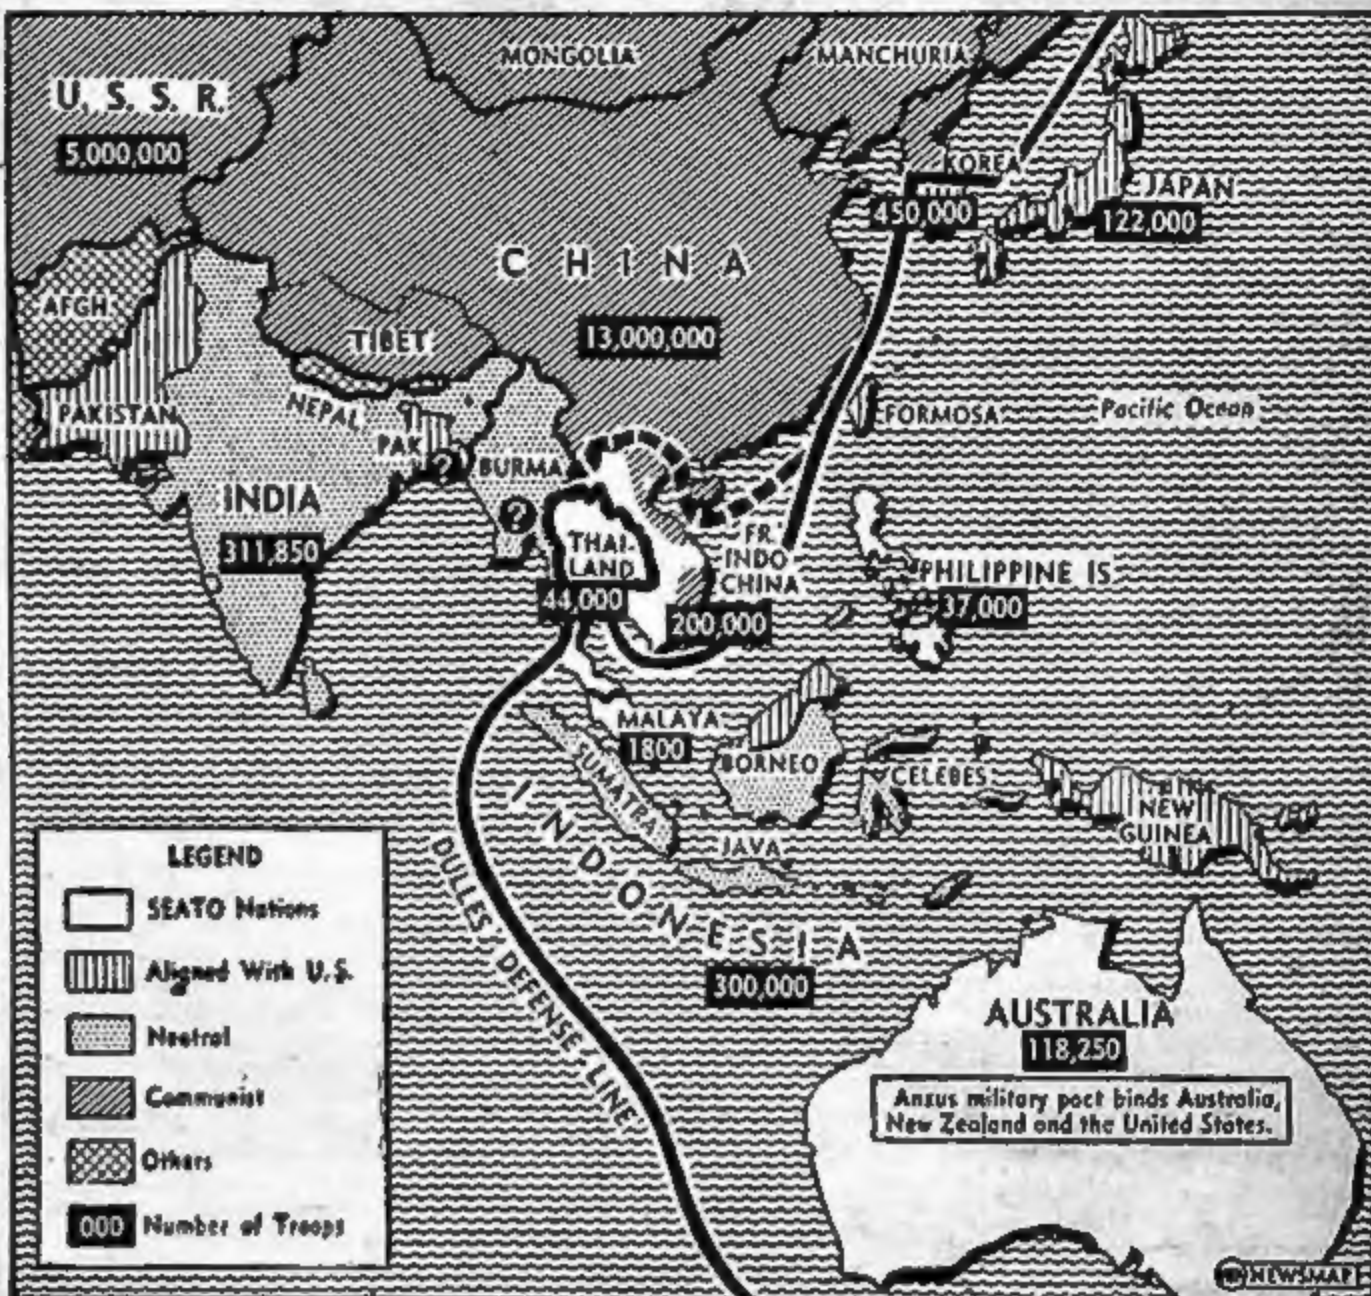 MONGOLIA
MANCHURIA
U. S. S. R.
5,000,000
KOREA
450,000
JAPAN
122,000
CHINA
13,000,000
AFGH.
TIBET
PAKISTAN
NEPAL
PAK
?
BURMA
?
FORMOSA
Pacific Ocean
INDIA
311,850
THAI-
LAND
44,000
FR.
INDO
CHINA
200,000
PHILIPPINE IS
37,000
MALAYA
1800
SUMATRA
BORNEO
CELEBES
NEW
GUINEA
JAVA
INDONESIA
300,000
DULLES' DEFENSE LINE'
LEGEND
SEATO Nations
Aligned With U.S.
Neutral
Communist
Others
000 Number of Troops
AUSTRALIA
118,250
Anzus military pact binds Australia,
New Zealand and the United States.
NEWSMAP